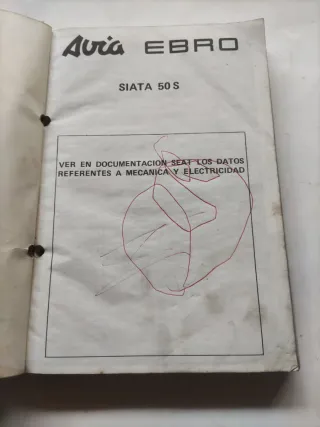 Avia EBRO
SIATA 50 S
VER EN DOCUMENTACION SEAT LOS DATOS
REFERENTES A MECANICA Y ELECTRICIDAD